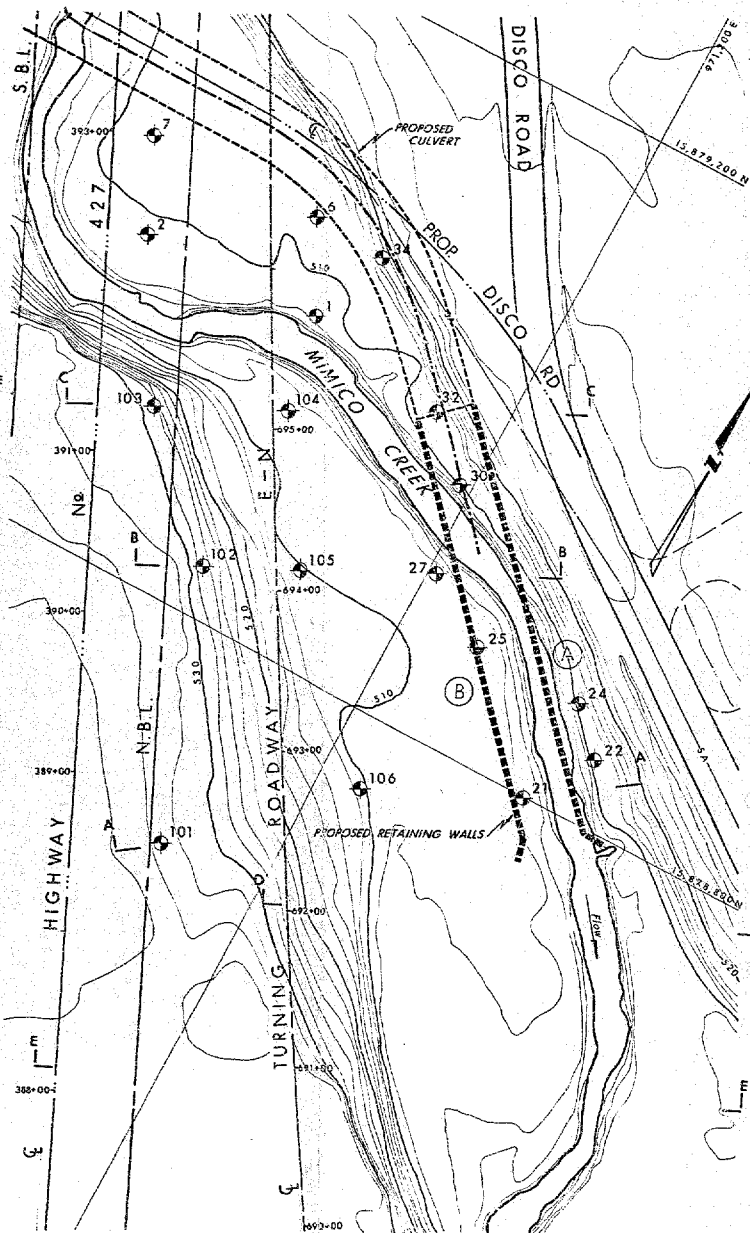 S.B.L.
393+00
7
427
2
6
PROPOSED
CULVERT
DISCO ROAD
971,700 E
15,879,200 N
34
510
1
PROP DISCO RD
MIMICO CREEK
C
103
104
32
C
391+00
695+00
No
E-N
30
B
102
105
27
B
390+00
694+00
530
520
25
A
B
510
24
N.B.L.
693+00
389+00
106
22
A
21
A
101
PROPOSED RETAINING WALLS
ROADWAY
HIGHWAY
D
15,878,800 N
692+00
Flow
520
TURNING
E
691+00
388+00
E
690+00